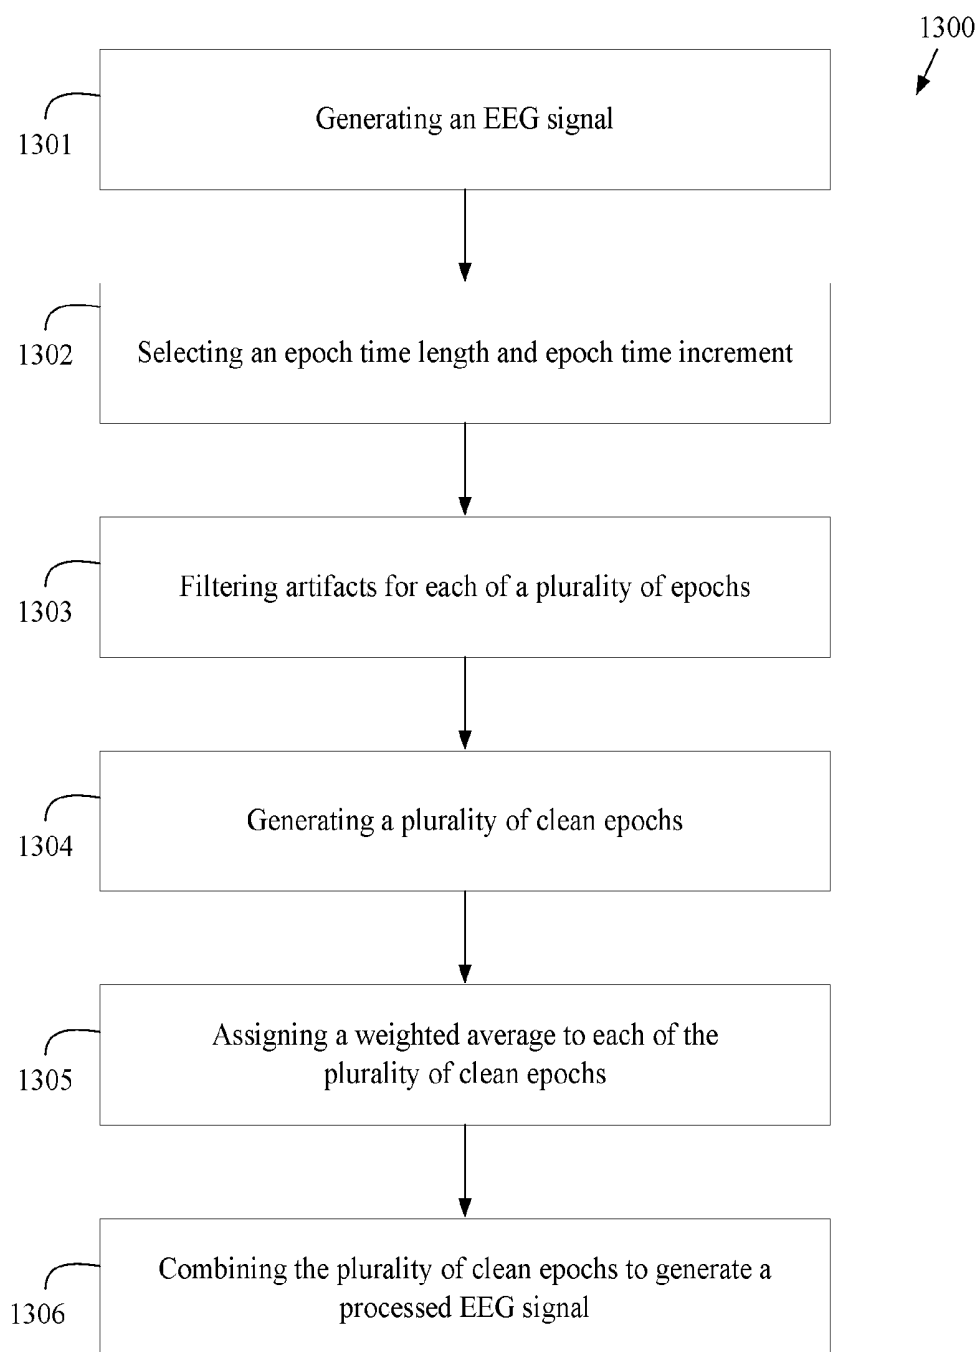 1300
Generating an EEG signal
1301
Selecting an epoch time length and epoch time increment
1302
Filtering artifacts for each of a plurality of epochs
1303
Generating a plurality of clean epochs
1304
Assigning a weighted average to each of the
plurality of clean epochs
1305
Combining the plurality of clean epochs to generate a
processed EEG signal
1306